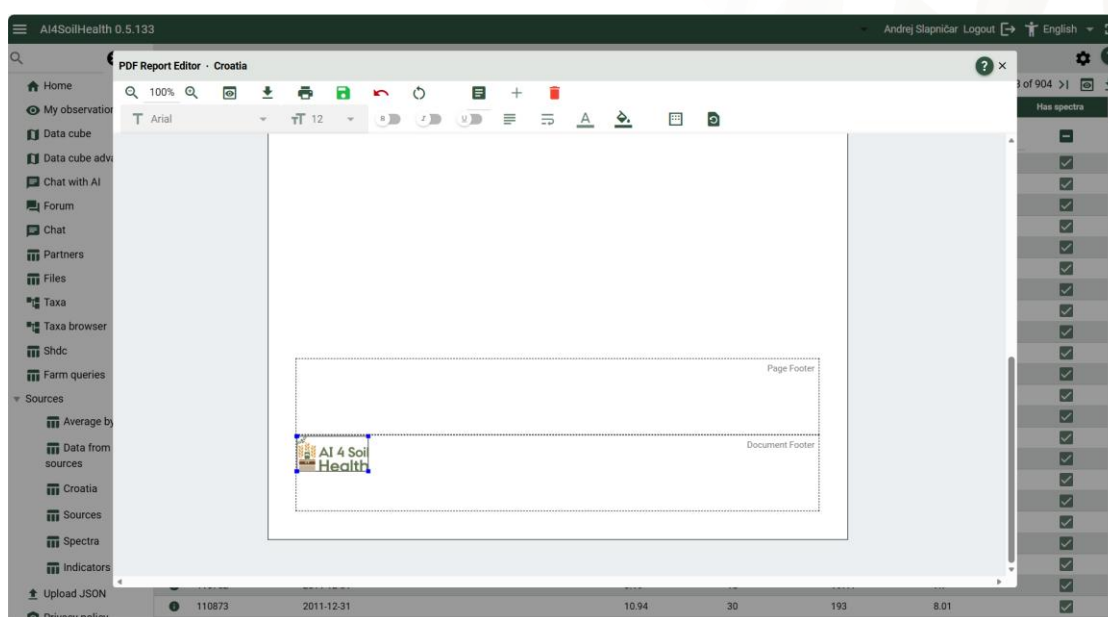 AI4SoilHealth 0.5.133
Andrej Slapničar Logout English
PDF Report Editor · Croatia
?
of 904
100%
Arial
12
B
I
U
A
Has spectra
Home
My observation
Data cube
Data cube adva
Chat with AI
Forum
Chat
Partners
Files
Taxa
Taxa browser
Shdc
Farm queries
Sources
Average by
Data from
sources
Croatia
Sources
Spectra
Indicators
Upload JSON
Page Footer
Document Footer
AI 4 Soil
Health
110873 2011-12-31 10.94 30 193 8.01